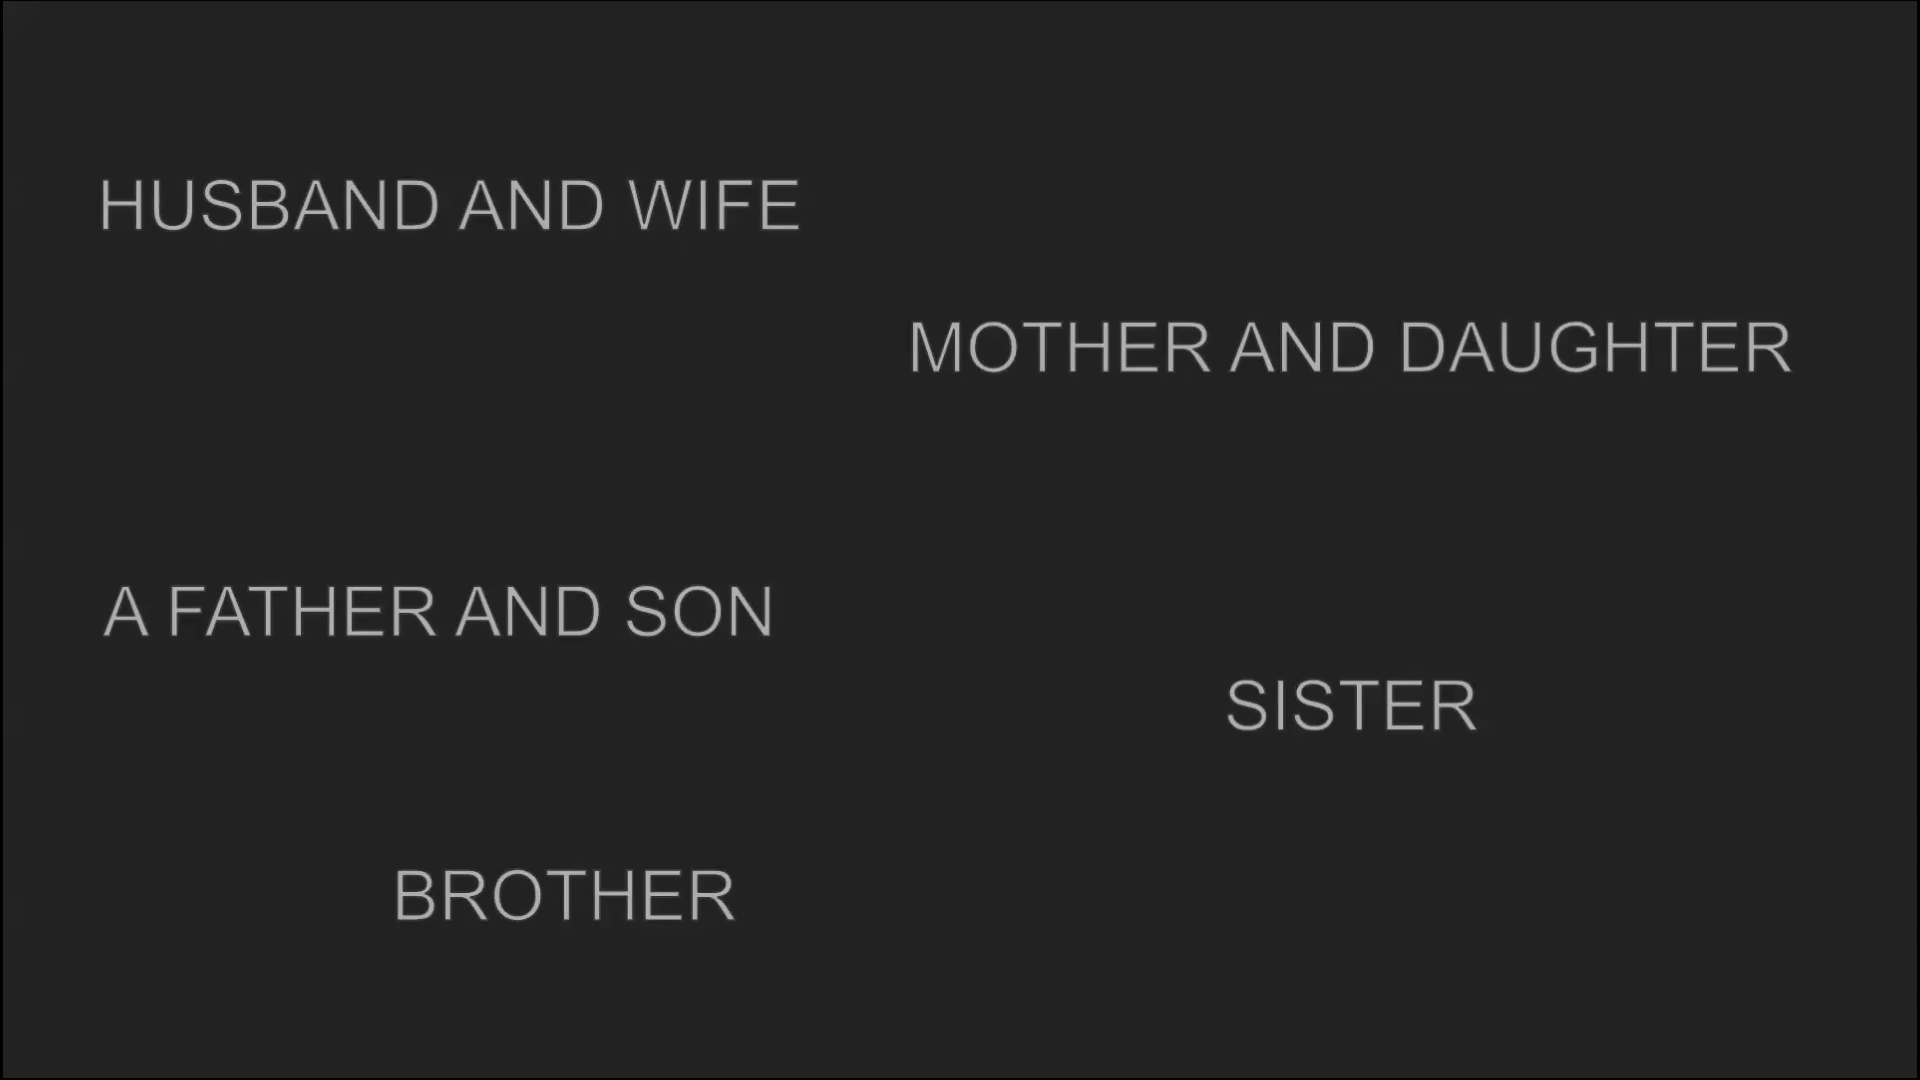 HUSBAND AND WIFE
MOTHER AND DAUGHTER
A FATHER AND SON
SISTER
BROTHER